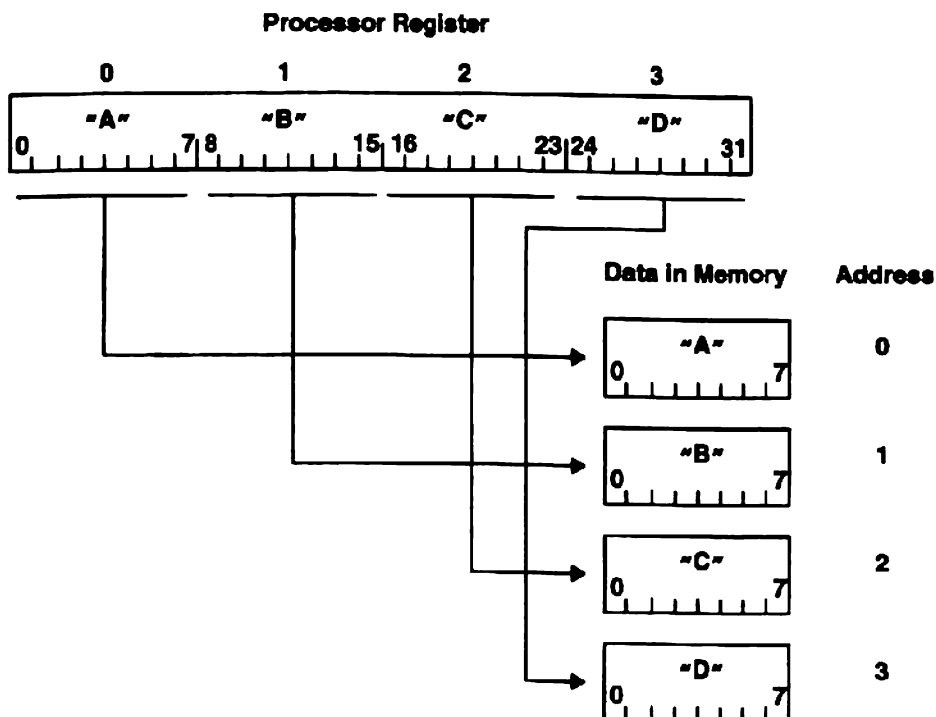 Processor Register
0 1 2 3
"A" "B" "C" "D"
0 7 8 15 16 23 24 31
Data in Memory Address
"A" 0
0 7
"B" 1
0 7
"C" 2
0 7
"D" 3
0 7